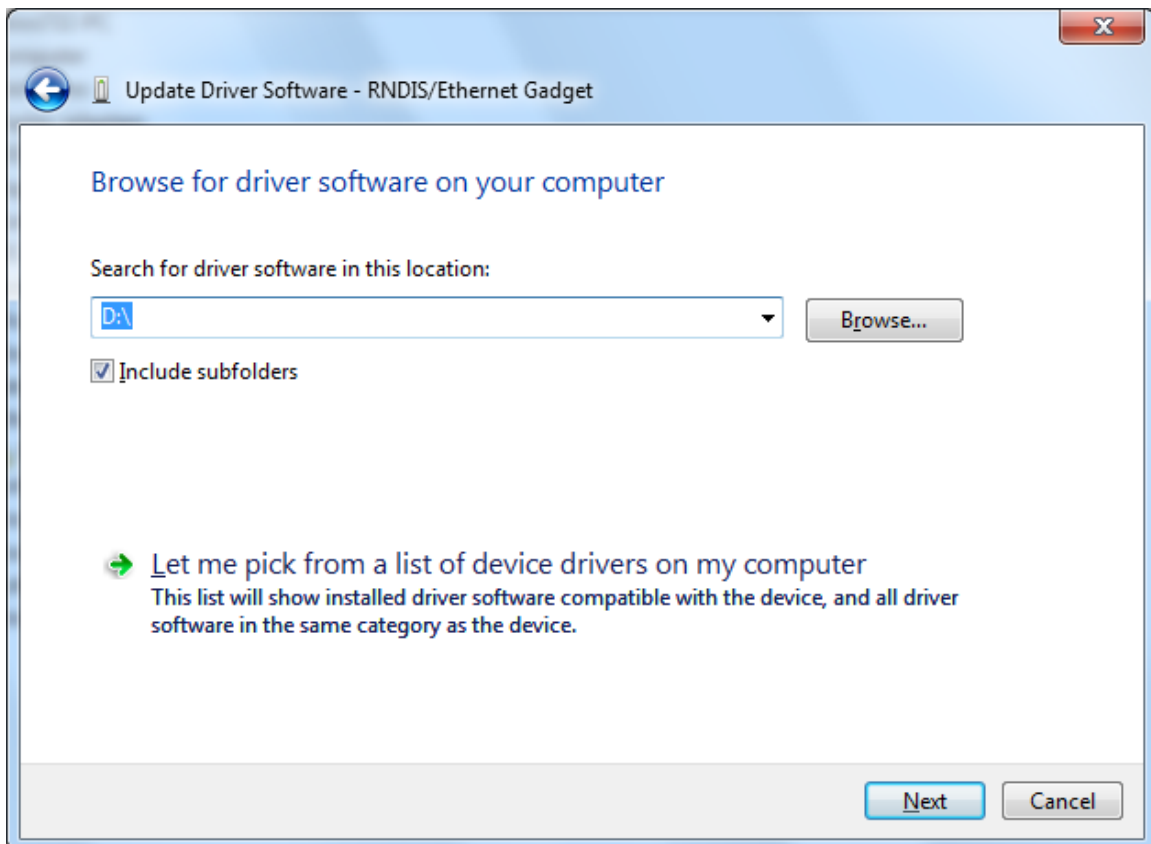 Update Driver Software - RNDIS/Ethernet Gadget
Browse for driver software on your computer
Search for driver software in this location:
D:\
Browse...
Include subfolders
Let me pick from a list of device drivers on my computer
This list will show installed driver software compatible with the device, and all driver
software in the same category as the device.
Next
Cancel